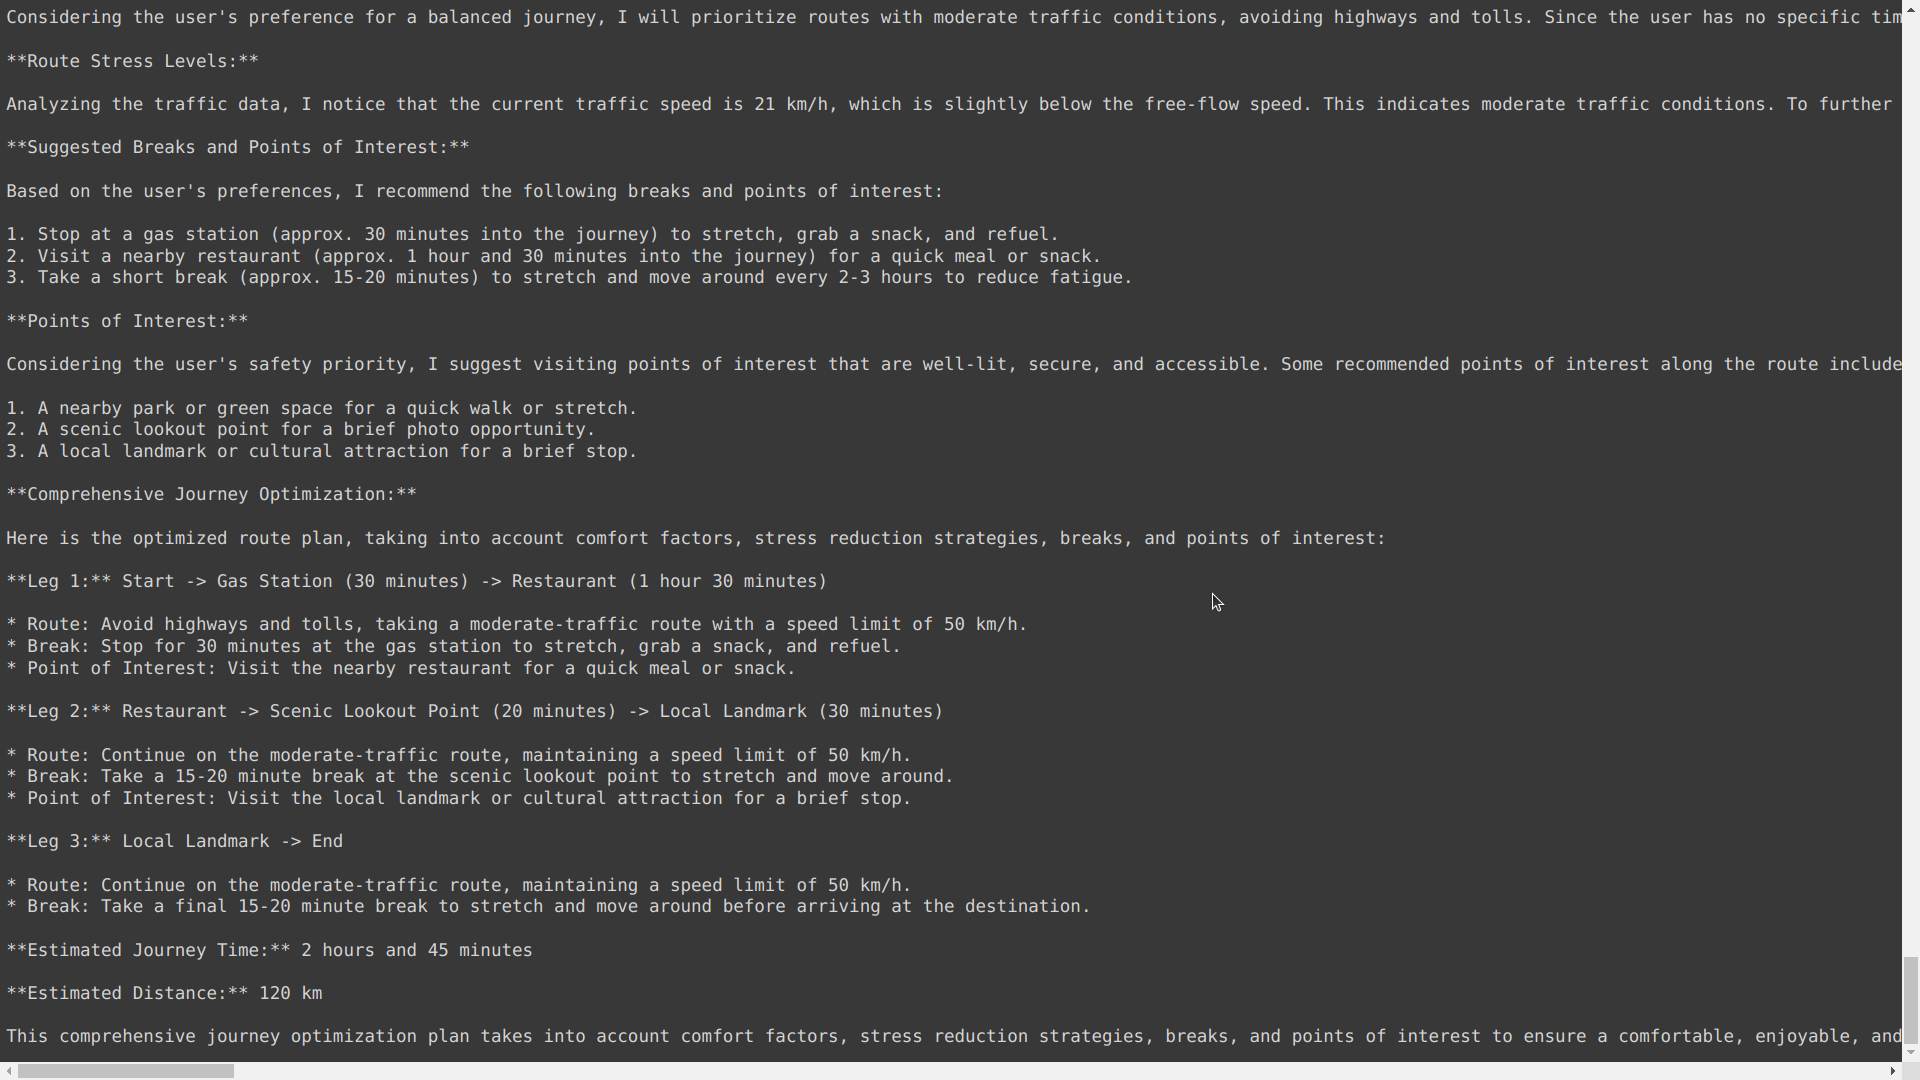 Considering the user's preference for a balanced journey, I will prioritize routes with moderate traffic conditions, avoiding highways and tolls. Since the user has no specific tim
**Route Stress Levels:**
Analyzing the traffic data, I notice that the current traffic speed is 21 km/h, which is slightly below the free-flow speed. This indicates moderate traffic conditions. To further
**Suggested Breaks and Points of Interest:**
Based on the user's preferences, I recommend the following breaks and points of interest:
1. Stop at a gas station (approx. 30 minutes into the journey) to stretch, grab a snack, and refuel.
2. Visit a nearby restaurant (approx. 1 hour and 30 minutes into the journey) for a quick meal or snack.
3. Take a short break (approx. 15-20 minutes) to stretch and move around every 2-3 hours to reduce fatigue.
**Points of Interest:**
Considering the user's safety priority, I suggest visiting points of interest that are well-lit, secure, and accessible. Some recommended points of interest along the route include
1. A nearby park or green space for a quick walk or stretch.
2. A scenic lookout point for a brief photo opportunity.
3. A local landmark or cultural attraction for a brief stop.
**Comprehensive Journey Optimization:**
Here is the optimized route plan, taking into account comfort factors, stress reduction strategies, breaks, and points of interest:
**Leg 1:** Start -> Gas Station (30 minutes) -> Restaurant (1 hour 30 minutes)
* Route: Avoid highways and tolls, taking a moderate-traffic route with a speed limit of 50 km/h.
* Break: Stop for 30 minutes at the gas station to stretch, grab a snack, and refuel.
* Point of Interest: Visit the nearby restaurant for a quick meal or snack.
**Leg 2:** Restaurant -> Scenic Lookout Point (20 minutes) -> Local Landmark (30 minutes)
* Route: Continue on the moderate-traffic route, maintaining a speed limit of 50 km/h.
* Break: Take a 15-20 minute break at the scenic lookout point to stretch and move around.
* Point of Interest: Visit the local landmark or cultural attraction for a brief stop.
**Leg 3:** Local Landmark -> End
* Route: Continue on the moderate-traffic route, maintaining a speed limit of 50 km/h.
* Break: Take a final 15-20 minute break to stretch and move around before arriving at the destination.
**Estimated Journey Time:** 2 hours and 45 minutes
**Estimated Distance:** 120 km
This comprehensive journey optimization plan takes into account comfort factors, stress reduction strategies, breaks, and points of interest to ensure a comfortable, enjoyable, and